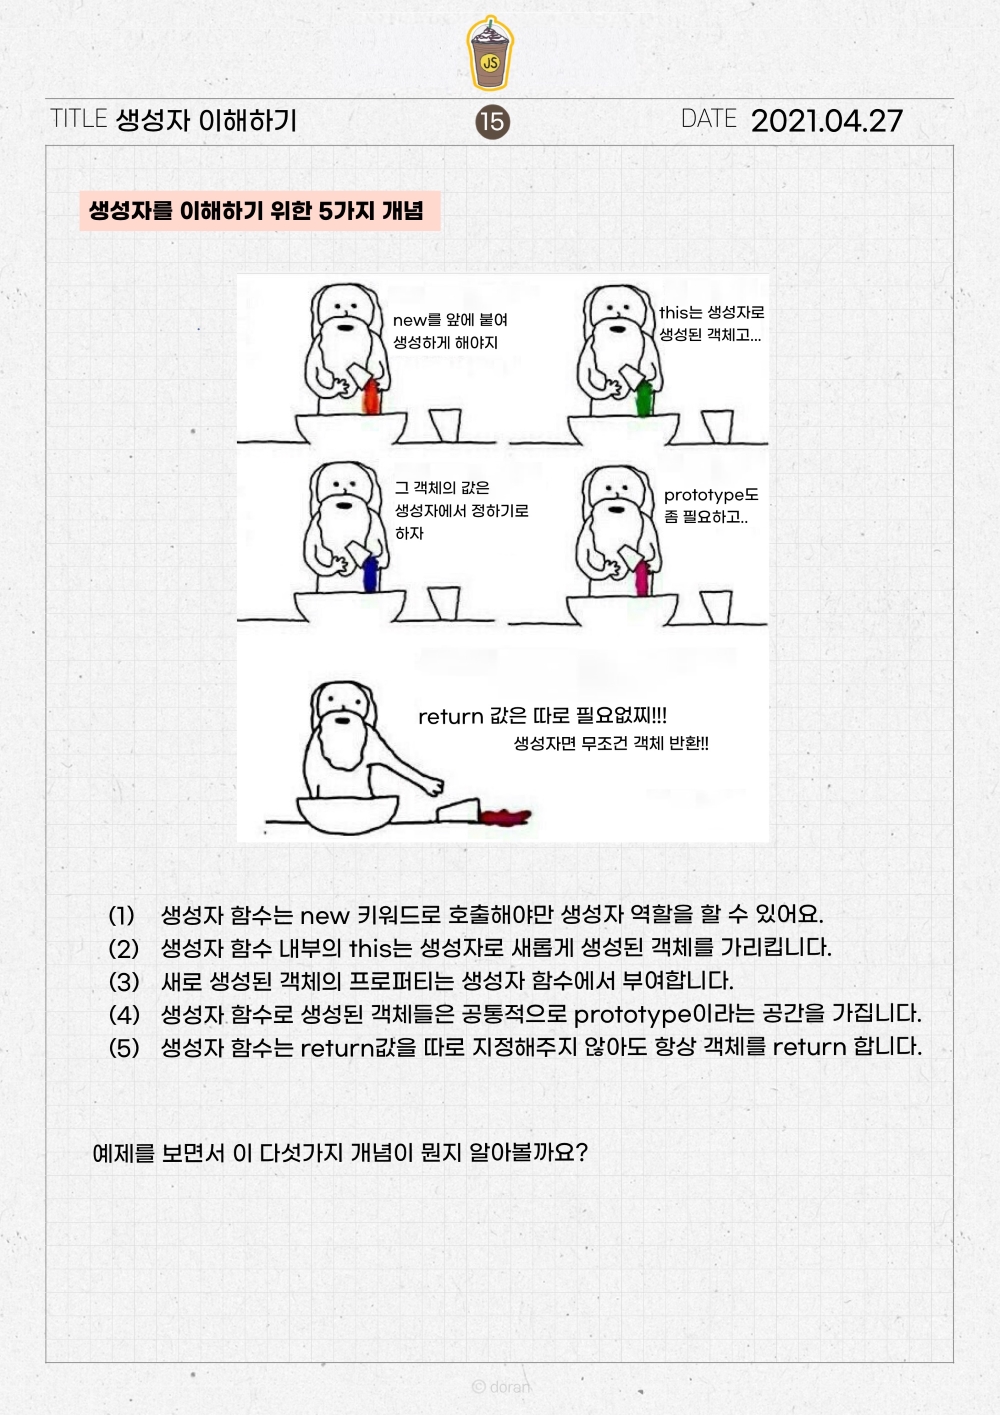 JS
TITLE 생성자 이해하기
15
DATE 2021.04.27
생성자를 이해하기 위한 5가지 개념
new를 앞에 붙여
생성하게 해야지
this는 생성자로
생성된 객체고...
그 객체의 값은
생성자에서 정하기로
하자
prototype도
좀 필요하고..
return 값은 따로 필요없찌!!!
생성자면 무조건 객체 반환!!
(1) 생성자 함수는 new 키워드로 호출해야만 생성자 역할을 할 수 있어요.
(2) 생성자 함수 내부의 this는 생성자로 새롭게 생성된 객체를 가리킵니다.
(3) 새로 생성된 객체의 프로퍼티는 생성자 함수에서 부여합니다.
(4) 생성자 함수로 생성된 객체들은 공통적으로 prototype이라는 공간을 가집니다.
(5) 생성자 함수는 return값을 따로 지정해주지 않아도 항상 객체를 return 합니다.
예제를 보면서 이 다섯가지 개념이 뭔지 알아볼까요?
© doran